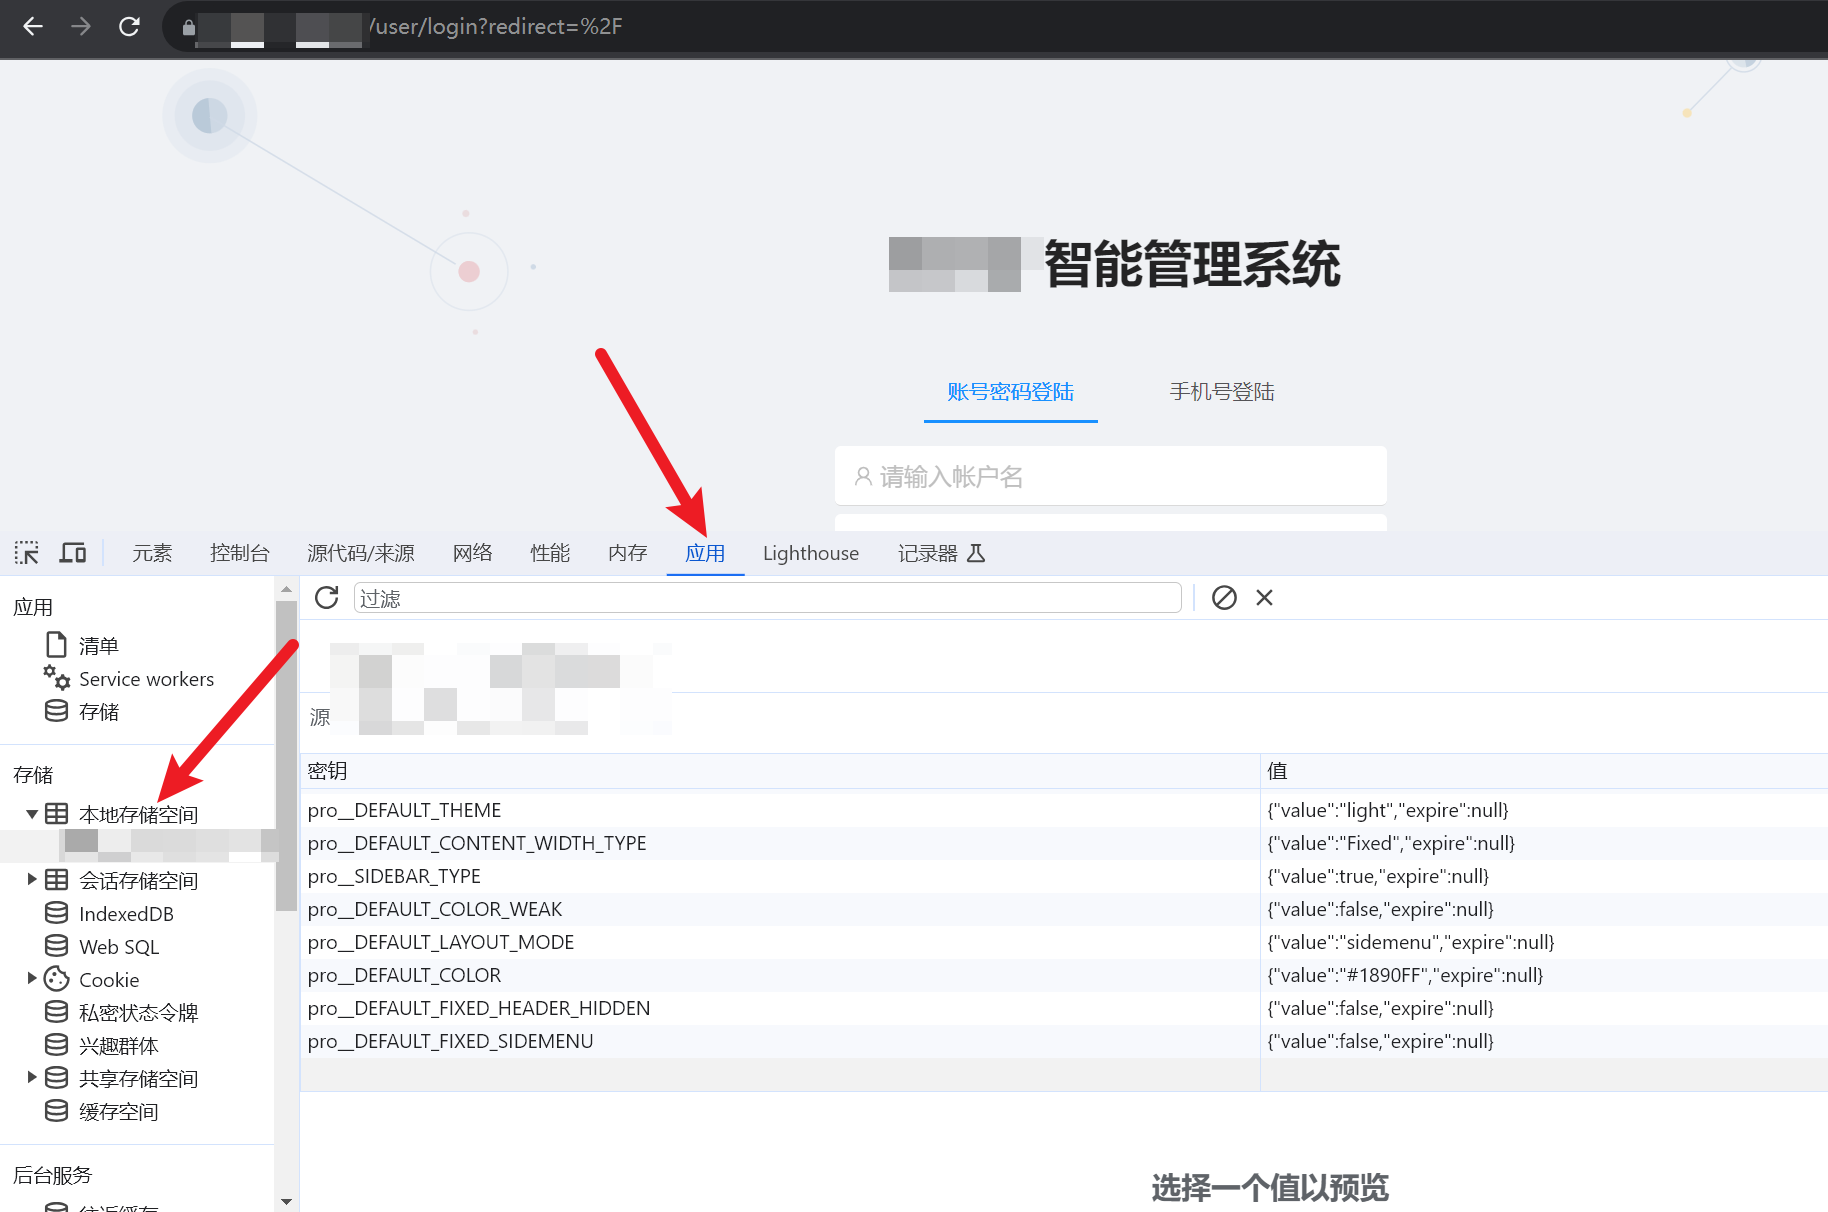 /user/login?redirect=%2F
智能管理系统
账号密码登陆
手机号登陆
请输入帐户名
元素 控制台 源代码/来源 网络 性能 内存 应用 Lighthouse 记录器
应用
清单
Service workers
存储
存储
本地存储空间
会话存储空间
IndexedDB
Web SQL
Cookie
私密状态令牌
兴趣群体
共享存储空间
缓存空间
后台服务
往返缓存
过滤
源
密钥 值
pro__DEFAULT_THEME {"value":"light","expire":null}
pro__DEFAULT_CONTENT_WIDTH_TYPE {"value":"Fixed","expire":null}
pro__SIDEBAR_TYPE {"value":true,"expire":null}
pro__DEFAULT_COLOR_WEAK {"value":false,"expire":null}
pro__DEFAULT_LAYOUT_MODE {"value":"sidemenu","expire":null}
pro__DEFAULT_COLOR {"value":"#1890FF","expire":null}
pro__DEFAULT_FIXED_HEADER_HIDDEN {"value":false,"expire":null}
pro__DEFAULT_FIXED_SIDEMENU {"value":false,"expire":null}
选择一个值以预览